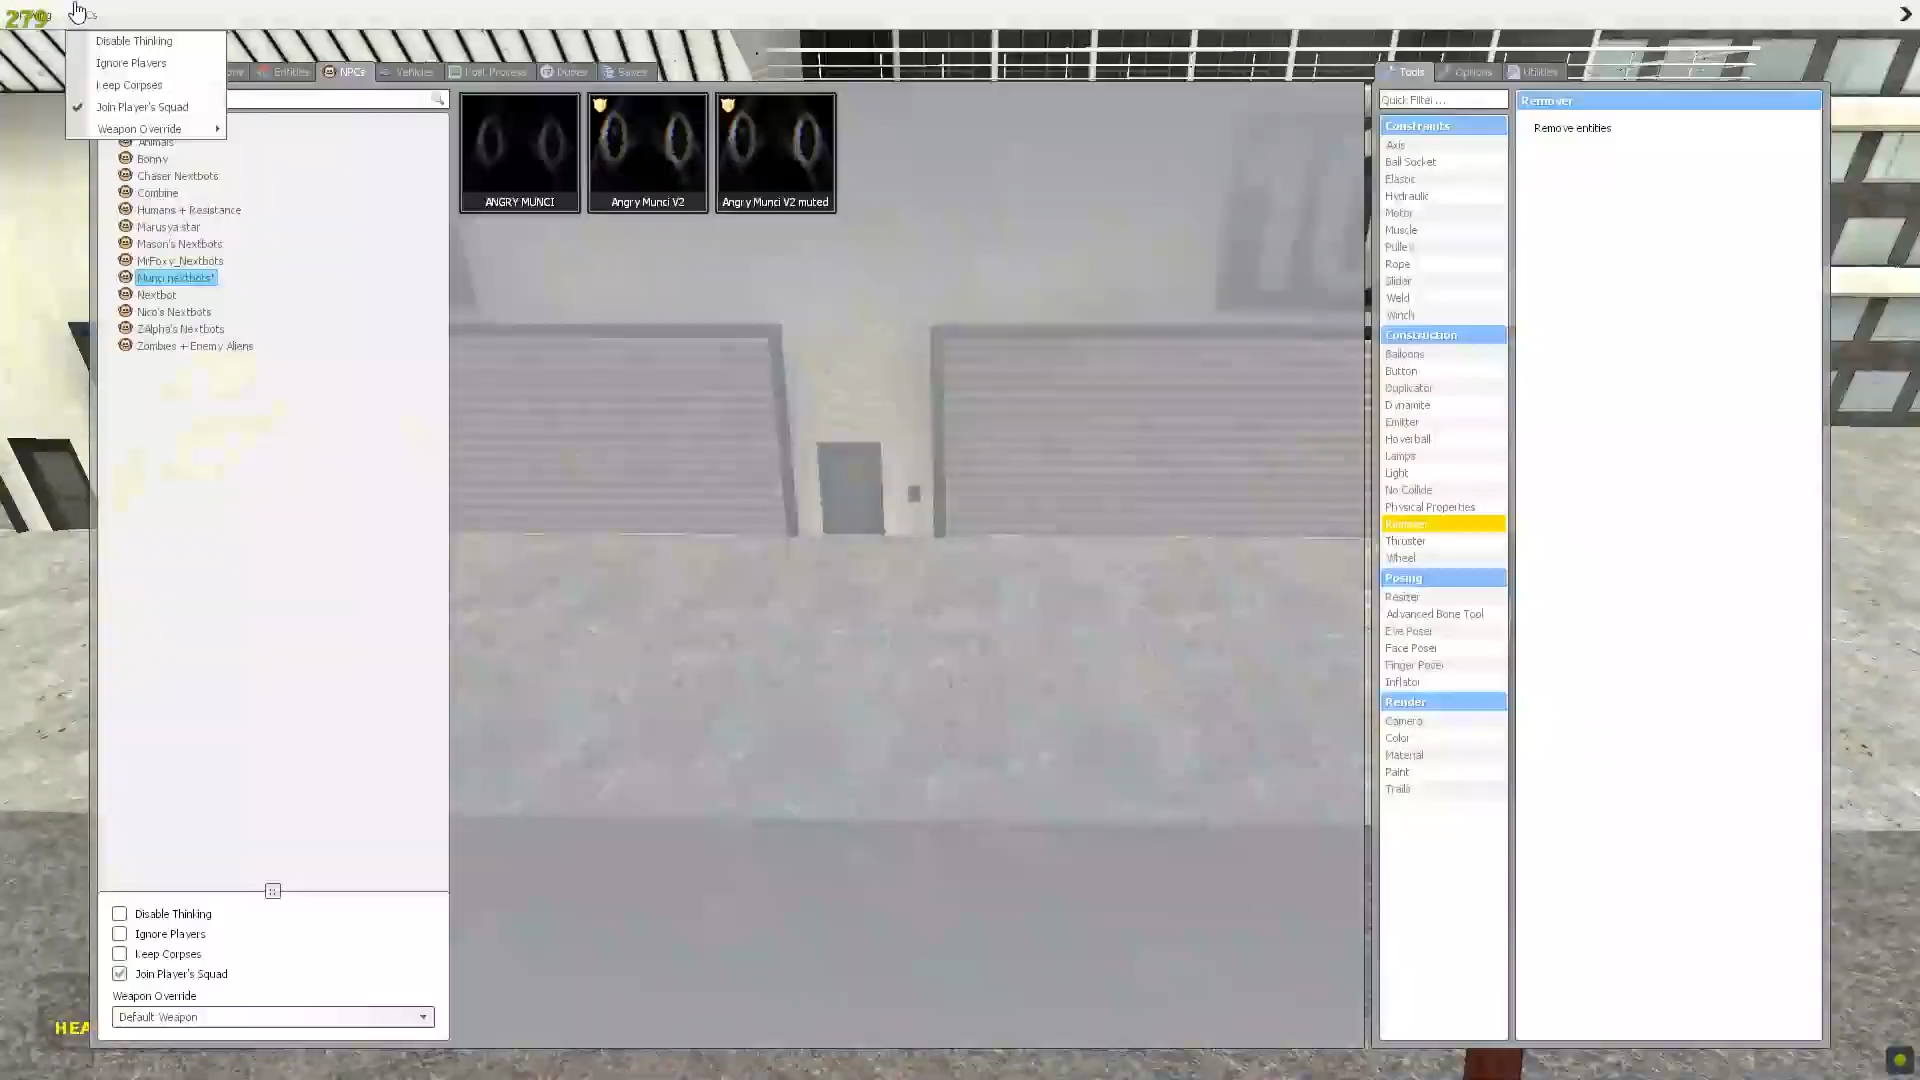 279
Disable Thinking
Ignore Players
Keep Corpses
Join Player's Squad
Weapon Override
Entities
NPCs
Vehicles
Post Process
Dupes
Saves
Animals
Bonny
Chaser Nextbots
Combine
Humans + Resistance
Marusya star
Mason's Nextbots
MrFoxy_Nextbots
Munci nextbots'
Nextbot
Nico's Nextbots
ZAlpha's Nextbots
Zombies + Enemy Aliens
ANGRY MUNCI
Angry Munci V2
Angry Munci V2 muted
Disable Thinking
Ignore Players
Keep Corpses
Join Player's Squad
Weapon Override
Default Weapon
HEA
Tools
Options
Utilities
Quick Filter ...
Constraints
Axis
Ball Socket
Elastic
Hydraulic
Motor
Muscle
Pulley
Rope
Slider
Weld
Winch
Construction
Balloons
Button
Duplicator
Dynamite
Emitter
Hoverball
Lamps
Light
No Collide
Physical Properties
Remover
Thruster
Wheel
Posing
Resizer
Advanced Bone Tool
Eye Poser
Face Poser
Finger Poser
Inflator
Render
Camera
Color
Material
Paint
Trails
Remover
Remove entities